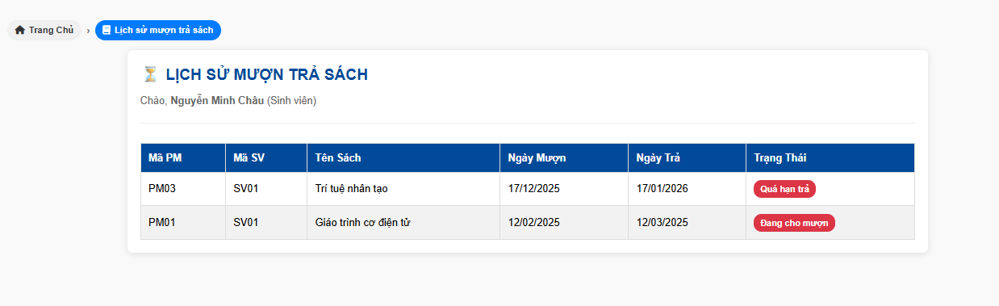 Trang Chủ › Lịch sử mượn trả sách
LỊCH SỬ MƯỢN TRẢ SÁCH
Chào, Nguyễn Minh Châu (Sinh viên)
Mã PM Mã SV Tên Sách Ngày Mượn Ngày Trả Trạng Thái
PM03 SV01 Trí tuệ nhân tạo 17/12/2025 17/01/2026 Quá hạn trả
PM01 SV01 Giáo trình cơ điện tử 12/02/2025 12/03/2025 Đang cho mượn